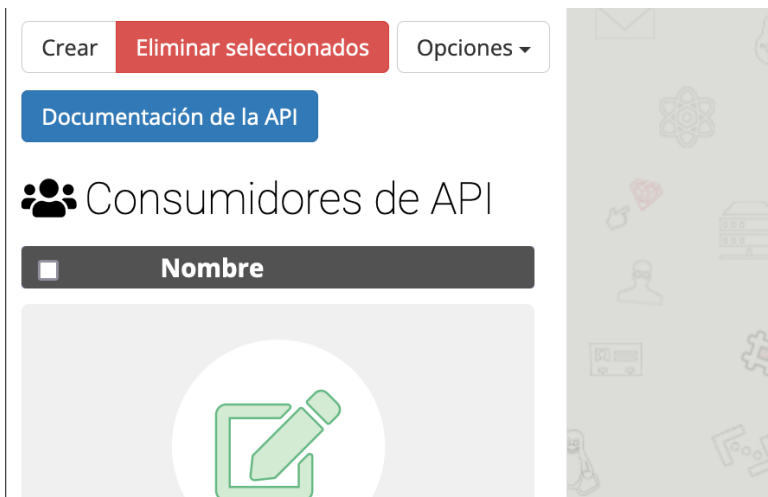 Crear Eliminar seleccionados Opciones
Documentación de la API
Consumidores de API
Nombre